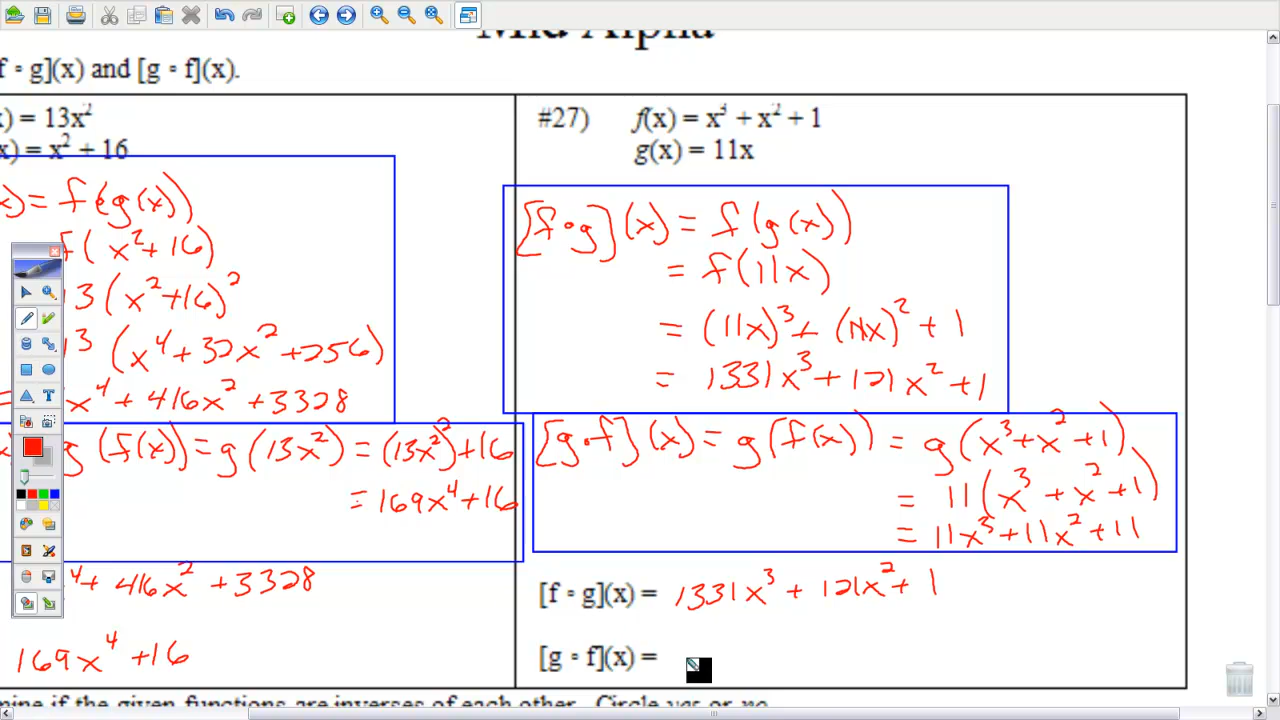 Mid Alpha
f ∘ g](x) and [g ∘ f](x).
x) = 13x²
x) = x² + 16
x) = f(g(x))
f(x²+16)
13(x²+16)²
13(x⁴+32x²+256)
= x⁴ + 416x² + 3328
x) g(f(x)) = g(13x²) = (13x²)²+16
= 169x⁴+16
⁴+ 416x² + 3328
169x⁴ +16
#27) f(x) = x³ + x² + 1
g(x) = 11x
[f∘g](x) = f(g(x))
= f(11x)
= (11x)³ + (11x)² + 1
= 1331x³ + 121x² + 1
[g∘f](x) = g(f(x)) = g(x³+x²+1)
= 11(x³ + x² + 1)
= 11x³+11x²+11
[f ∘ g](x) = 1331x³ + 121x² + 1
[g ∘ f](x) =
mine if the given functions are inverses of each other. Circle yes or no.